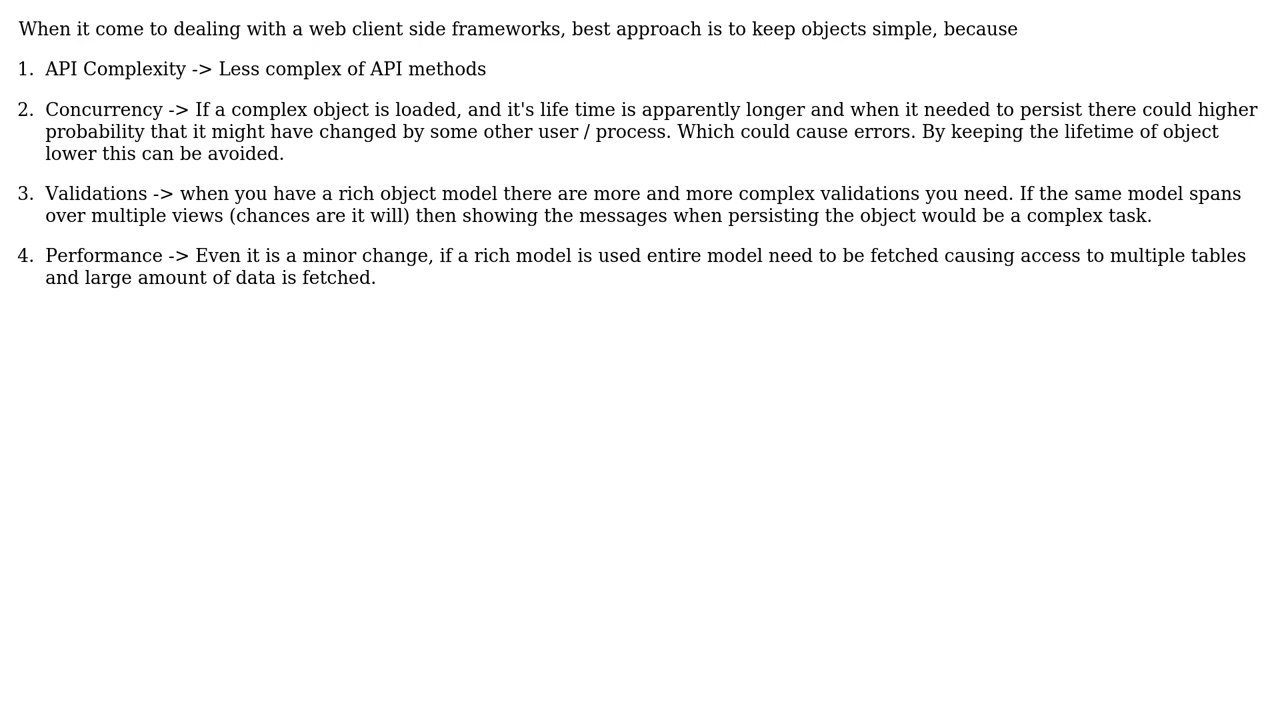 When it come to dealing with a web client side frameworks, best approach is to keep objects simple, because
1. API Complexity -> Less complex of API methods
2. Concurrency -> If a complex object is loaded, and it's life time is apparently longer and when it needed to persist there could higher
probability that it might have changed by some other user / process. Which could cause errors. By keeping the lifetime of object
lower this can be avoided.
3. Validations -> when you have a rich object model there are more and more complex validations you need. If the same model spans
over multiple views (chances are it will) then showing the messages when persisting the object would be a complex task.
4. Performance -> Even it is a minor change, if a rich model is used entire model need to be fetched causing access to multiple tables
and large amount of data is fetched.